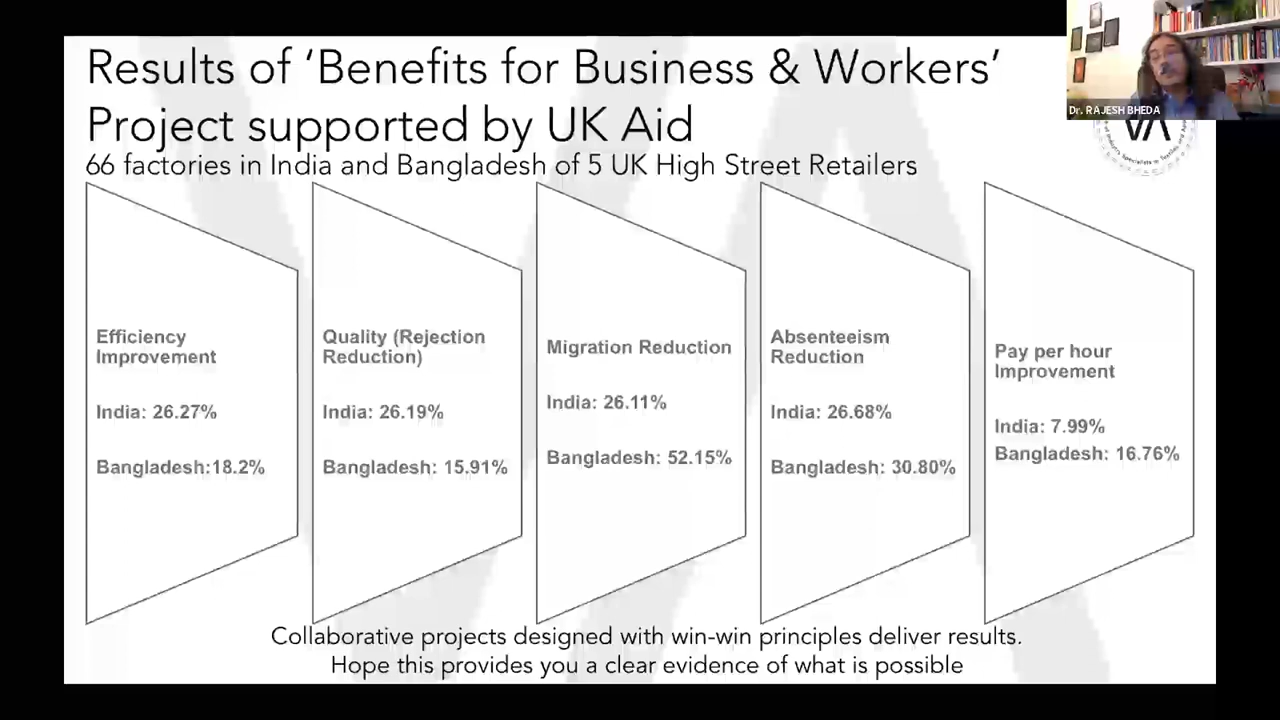 Results of ‘Benefits for Business & Workers’
Project supported by UK Aid
66 factories in India and Bangladesh of 5 UK High Street Retailers
Dr. RAJESH BHEDA
Efficiency
Improvement
India: 26.27%
Bangladesh:18.2%
Quality (Rejection
Reduction)
India: 26.19%
Bangladesh: 15.91%
Migration Reduction
India: 26.11%
Bangladesh: 52.15%
Absenteeism
Reduction
India: 26.68%
Bangladesh: 30.80%
Pay per hour
Improvement
India: 7.99%
Bangladesh: 16.76%
Collaborative projects designed with win-win principles deliver results.
Hope this provides you a clear evidence of what is possible